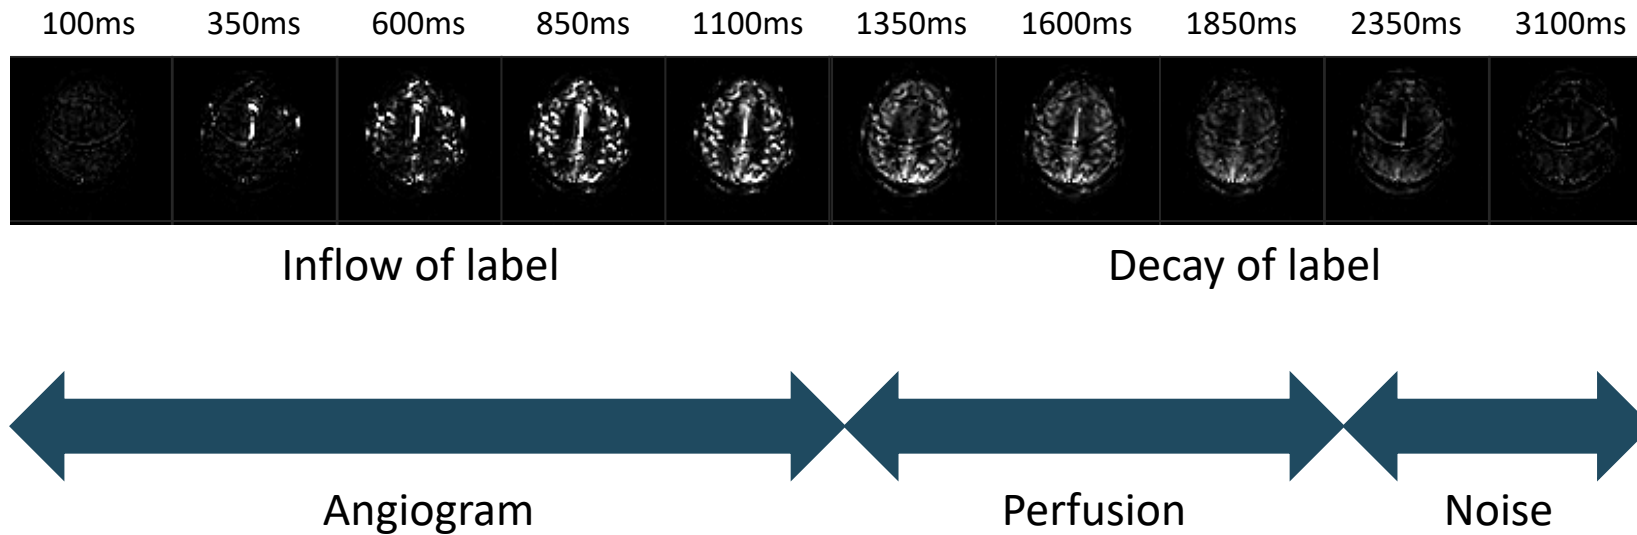 100ms 350ms 600ms 850ms 1100ms 1350ms 1600ms 1850ms 2350ms 3100ms
Inflow of label Decay of label
Angiogram Perfusion Noise